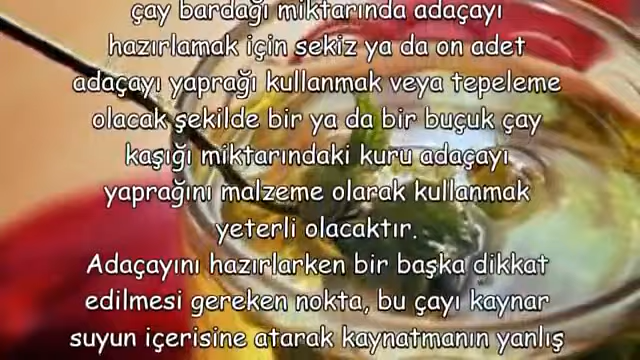 çay bardağı miktarında adaçayı
hazırlamak için sekiz ya da on adet
adaçayı yaprağı kullanmak veya tepeleme
olacak şekilde bir ya da bir buçuk çay
kaşığı miktarındaki kuru adaçayı
yaprağını malzeme olarak kullanmak
yeterli olacaktır.
Adaçayını hazırlarken bir başka dikkat
edilmesi gereken nokta, bu çayı kaynar
suyun içerisine atarak kaynatmanın yanlış